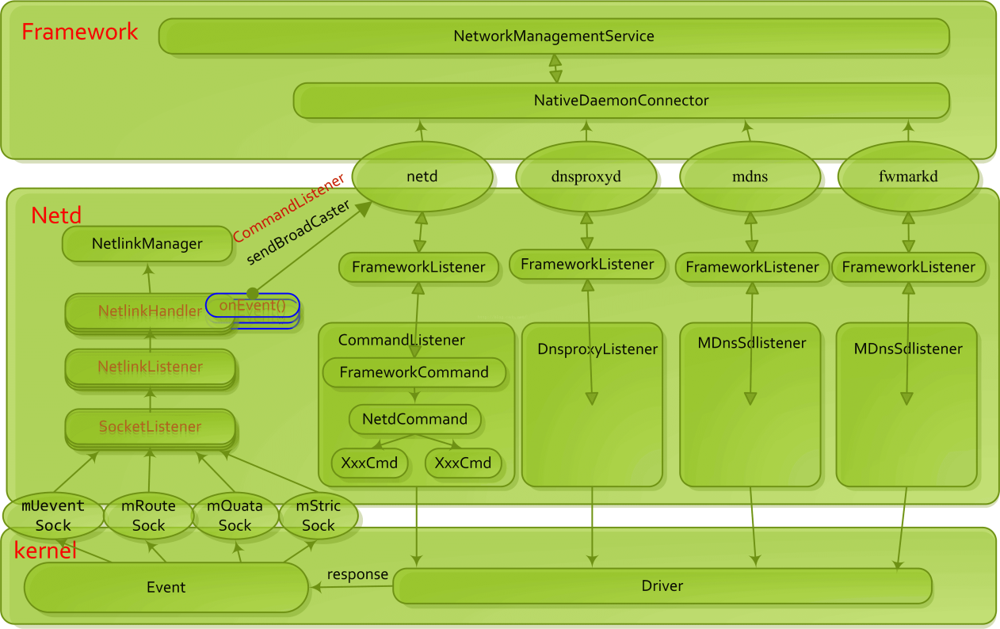 Framework
NetworkManagementService
NativeDaemonConnector
netd
dnsproxyd
mdns
fwmarkd
Netd
CommandListener
sendBroadCaster
NetlinkManager
FrameworkListener
FrameworkListener
FrameworkListener
FrameworkListener
NetlinkHandler
onEvent()
NetlinkListener
SocketListener
CommandListener
FrameworkCommand
NetdCommand
XxxCmd
XxxCmd
DnsproxyListener
MDnsSdlistener
MDnsSdlistener
mUevent
Sock
mRoute
Sock
mQuata
Sock
mStric
Sock
kernel
Event
response
Driver